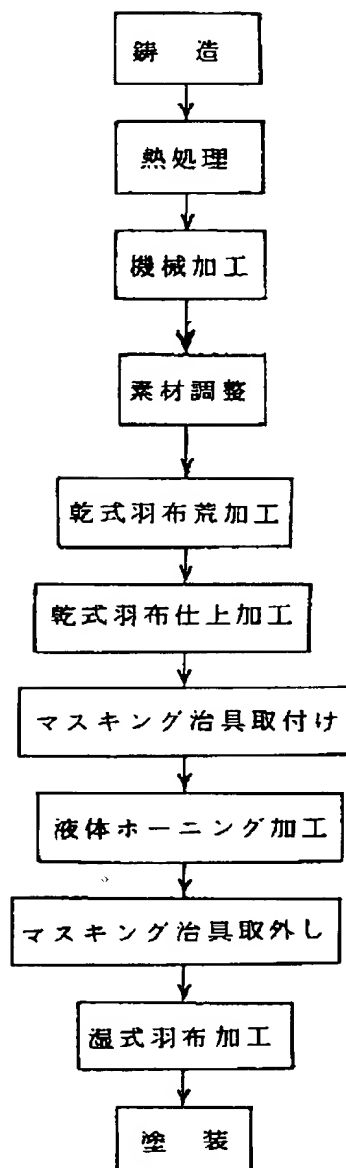 鋳造
熱処理
機械加工
素材調整
乾式羽布荒加工
乾式羽布仕上加工
マスキング治具取付け
液体ホーニング加工
マスキング治具取外し
湿式羽布加工
塗装